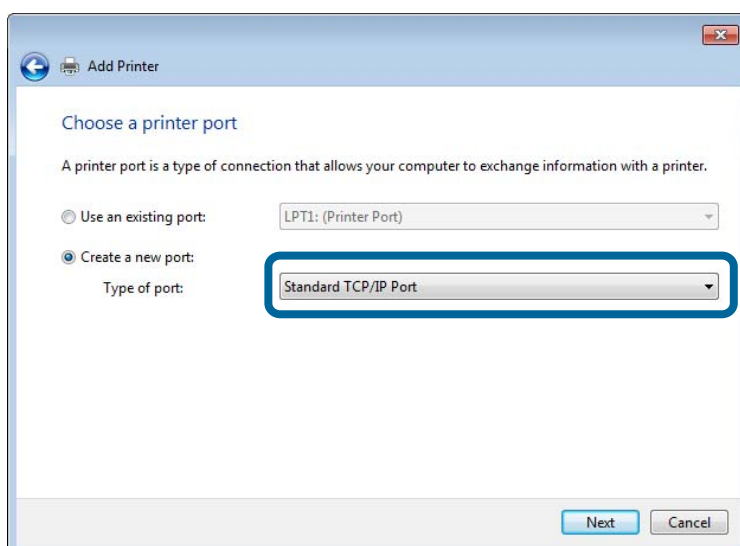 Add Printer
Choose a printer port
A printer port is a type of connection that allows your computer to exchange information with a printer.
Use an existing port: LPT1: (Printer Port)
Create a new port:
Type of port: Standard TCP/IP Port
Next Cancel